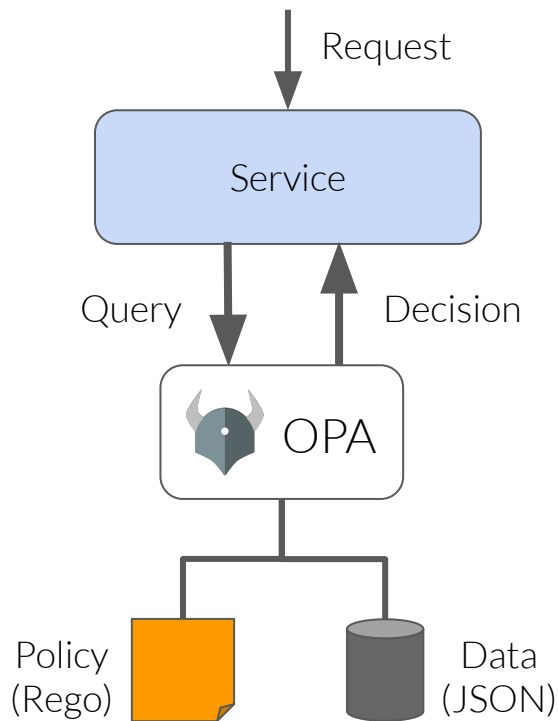 Request
Service
Query
Decision
OPA
Policy
(Rego)
Data
(JSON)